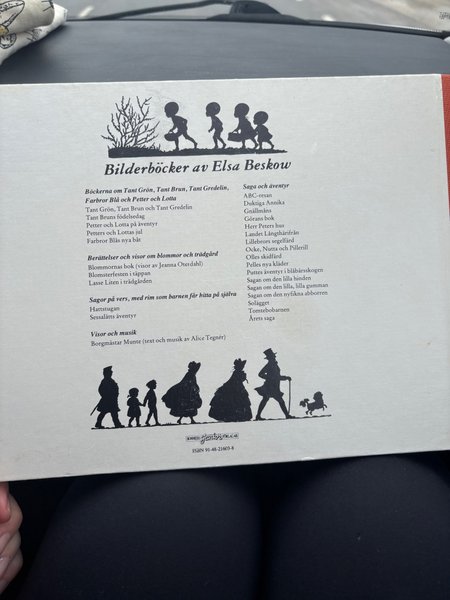 Bilderböcker av Elsa Beskow
Böckerna om Tant Grön, Tant Brun, Tant Gredelin,
Farbror Blå och Petter och Lotta
Tant Grön, Tant Brun och Tant Gredelin
Tant Bruns födelsedag
Petter och Lotta på äventyr
Petters och Lottas jul
Farbror Blås nya båt
Berättelser och visor om blommor och trädgård
Blommornas bok (visor av Jeanna Oterdahl)
Blomsterfesten i täppan
Lasse Liten i trädgården
Sagor på vers, med rim som barnen får hitta på själva
Hattstugan
Sessalätts äventyr
Visor och musik
Borgmästar Munte (text och musik av Alice Tegnér)
Saga och äventyr
ABC-resan
Duktiga Annika
Gnällmåns
Görans bok
Herr Peters hus
Landet Långthärifrån
Lillebrors segelfärd
Ocke, Nutta och Pillerill
Olles skidfärd
Pelles nya kläder
Puttes äventyr i blåbärsskogen
Sagan om den lilla hinden
Sagan om den lilla, lilla gumman
Sagan om den nyfikna abborren
Solägget
Tomtebobarnen
Årets saga
ISBN 91-48-21603-8